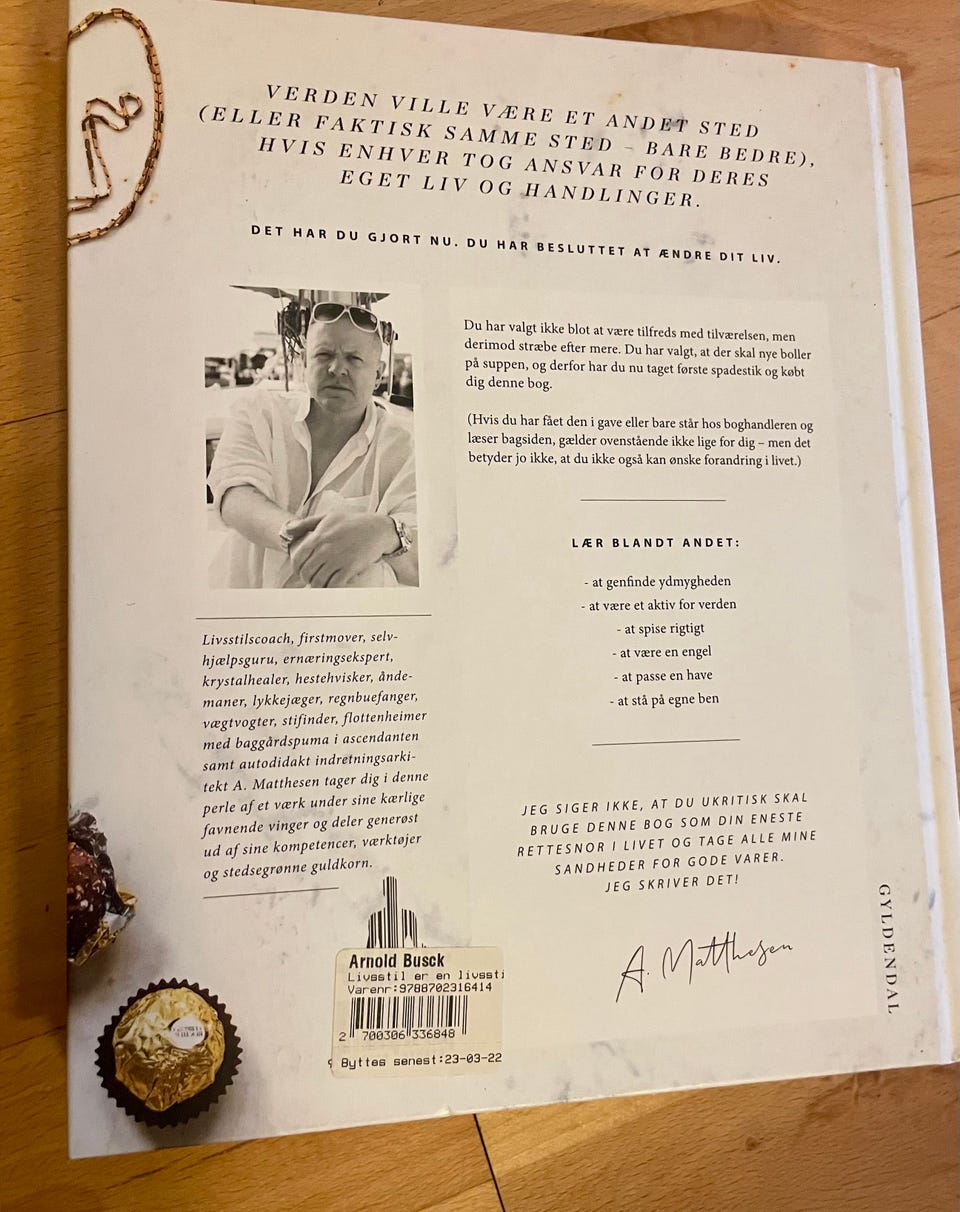 VERDEN VILLE VÆRE ET ANDET STED
(ELLER FAKTISK SAMME STED – BARE BEDRE),
HVIS ENHVER TOG ANSVAR FOR DERES
EGET LIV OG HANDLINGER.
DET HAR DU GJORT NU. DU HAR BESLUTTET AT ÆNDRE DIT LIV.
Du har valgt ikke blot at være tilfreds med tilværelsen, men
derimod stræbe efter mere. Du har valgt, at der skal nye boller
på suppen, og derfor har du nu taget første spadestik og købt
dig denne bog.
(Hvis du har fået den i gave eller bare står hos boghandleren og
læser bagsiden, gælder ovenstående ikke lige for dig – men det
betyder jo ikke, at du ikke også kan ønske forandring i livet.)
LÆR BLANDT ANDET:
- at genfinde ydmygheden
- at være et aktiv for verden
- at spise rigtigt
- at være en engel
- at passe en have
- at stå på egne ben
Livsstilscoach, firstmover, selv-
hjælpsguru, ernæringsekspert,
krystalhealer, hestehvisker, ånde-
maner, lykkejæger, regnbuefanger,
vægtvogter, stifinder, flottenheimer
med baggårdspuma i ascendanten
samt autodidakt indretningsarki-
tekt A. Matthesen tager dig i denne
perle af et værk under sine kærlige
favnende vinger og deler generøst
ud af sine kompetencer, værktøjer
og stedsegrønne guldkorn.
JEG SIGER IKKE, AT DU UKRITISK SKAL
BRUGE DENNE BOG SOM DIN ENESTE
RETTESNOR I LIVET OG TAGE ALLE MINE
SANDHEDER FOR GODE VARER.
JEG SKRIVER DET!
A. Matthesen
GYLDENDAL
Arnold Busck
Livsstil er en livssti
Varenr:9788702316414
2 700306 336848
9 Byttes senest:23-03-22